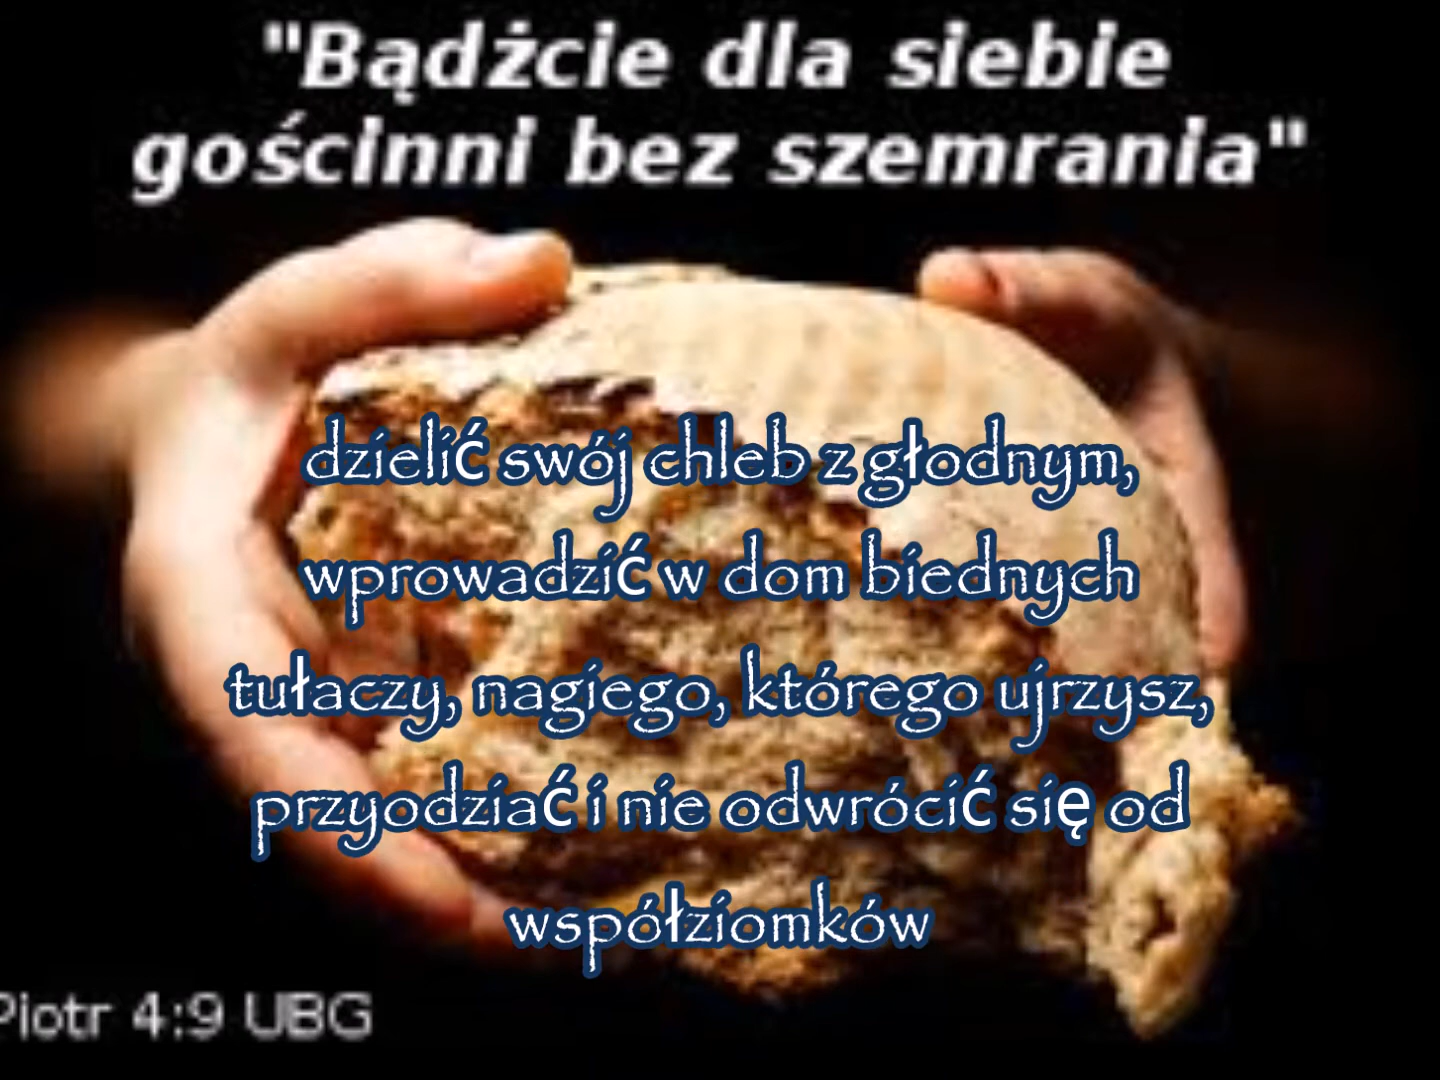 "Bądżcie dla siebie
gościnni bez szemrania"
dzielić swój chleb z głodnym,
wprowadzić w dom biednych
tułaczy, nagiego, którego ujrzysz,
przyodziać i nie odwrócić się od
współziomków
Piotr 4:9 UBG